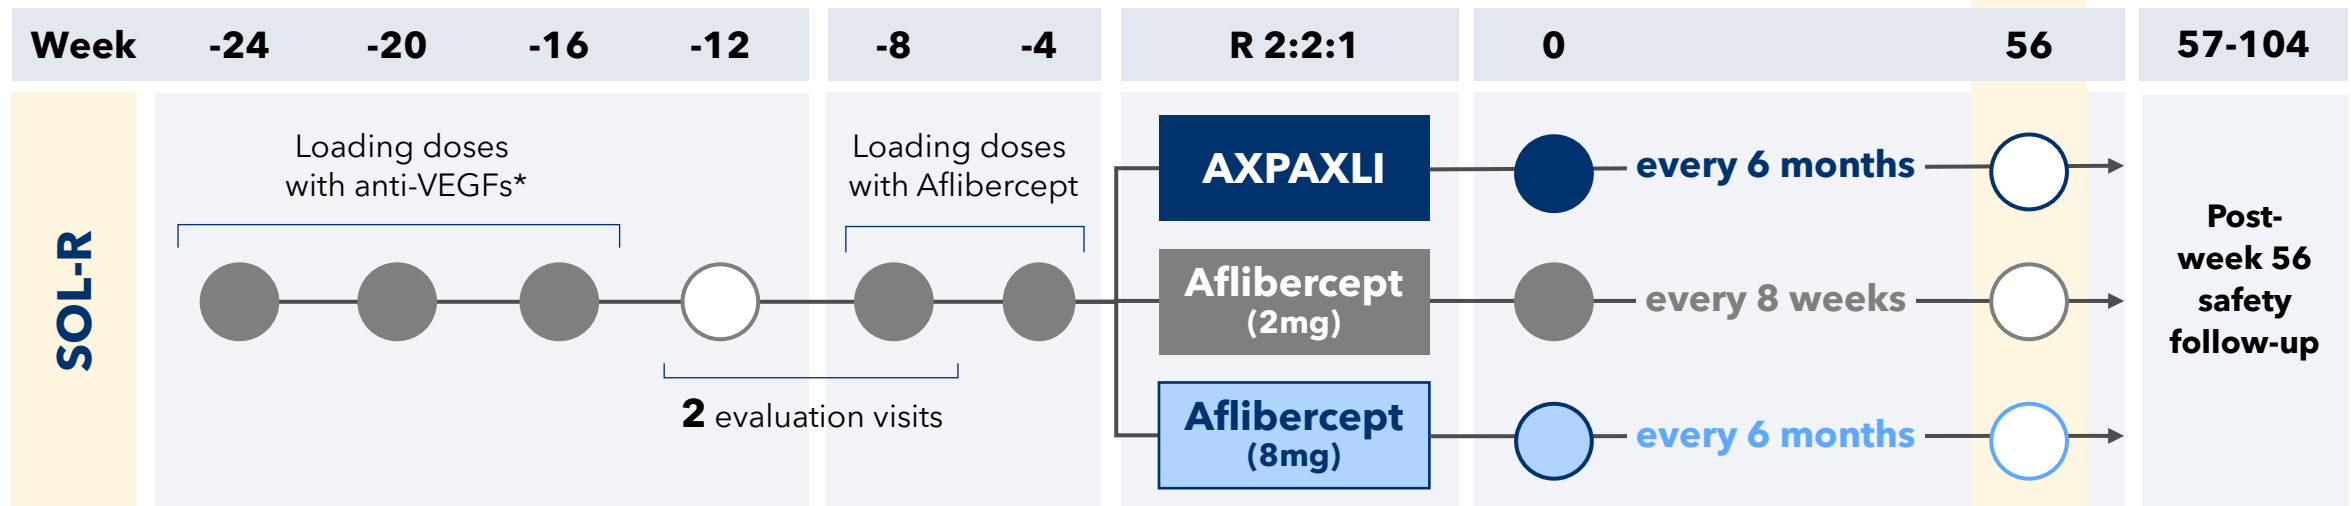 Week -24 -20 -16 -12 -8 -4 R 2:2:1 0 56 57-104
SOL-R
Loading doses
with anti-VEGFs*
2 evaluation visits
Loading doses
with Aflibercept
AXPAXLI
every 6 months
Aflibercept
(2mg)
every 8 weeks
Aflibercept
(8mg)
every 6 months
Post-
week 56
safety
follow-up